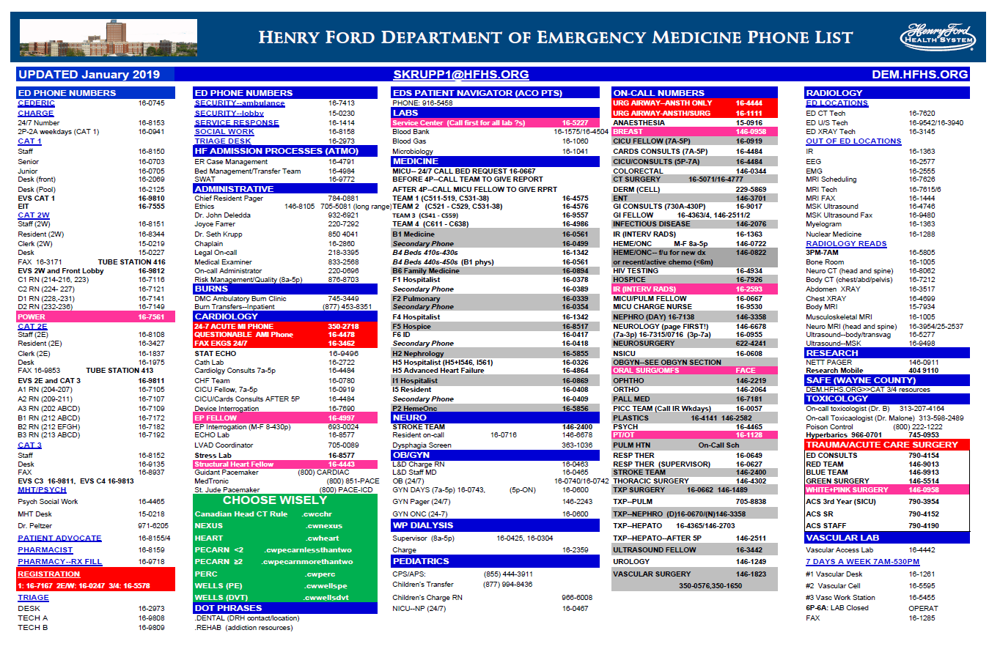 HENRY FORD DEPARTMENT OF EMERGENCY MEDICINE PHONE LIST
Henry Ford
HEALTH SYSTEM
UPDATED January 2019 SKRUPP1@HFHS.ORG DEM.HFHS.ORG
ED PHONE NUMBERS
CEDERIC 16-0745
CHARGE
24/7 Number 16-8153
2P-2A weekdays (CAT 1) 16-0941
CAT 1
Staff 16-8150
Senior 16-0703
Junior 16-0705
Desk (front) 16-2069
Desk (Pool) 16-2125
EVS CAT 1 16-9810
EIT 16-7555
CAT 2W
Staff (2W) 16-8151
Resident (2W) 16-8344
Clerk (2W) 15-0219
Desk 15-0227
FAX 16-3171 TUBE STATION 416
EVS 2W and Front Lobby 16-9812
C1 RN (214-216, 223) 16-7116
C2 RN (224- 227) 16-7121
D1 RN (228,-231) 16-7141
D2 RN (232-236) 16-7149
POWER 16-7561
CAT 2E
Staff (2E) 16-8108
Resident (2E) 16-3427
Clerk (2E) 16-1837
Desk 16-1975
FAX 16-9853 TUBE STATION 413
EVS 2E and CAT 3 16-9811
A1 RN (204-207) 16-7105
A2 RN (209-211) 16-7107
A3 RN (202 ABCD) 16-7109
B1 RN (212 ABCD) 16-7172
B2 RN (212 EFGH) 16-7182
B3 RN (213 ABCD) 16-7192
CAT 3
Staff 16-8152
Desk 16-9135
FAX 16-8937
EVS C3 16-9811, EVS C4 16-9813
MHT/PSYCH
Psych Social Work 16-4465
MHT Desk 15-0218
Dr. Peltzer 971-6205
PATIENT ADVOCATE 16-8155/4
PHARMACIST 16-8159
PHARMACY--RX FILL 16-9718
REGISTRATION
1: 16-7167 2E/W: 16-0247 3/4: 16-5578
TRIAGE
DESK 16-2973
TECH A 16-9808
TECH B 16-9809
ED PHONE NUMBERS
SECURITY--ambulance 16-7413
SECURITY--lobby 15-0230
SERVICE RESPONSE 16-1414
SOCIAL WORK 16-8158
TRIAGE DESK 16-2973
HF ADMISSION PROCESSES (ATMO)
ER Case Management 16-4791
Bed Management/Transfer Team 16-4984
SWAT 16-9772
ADMINISTRATIVE
Chief Resident Pager 784-0881
Ethics 146-8105 705-5081 (long range)
Dr. John Deledda 932-6921
Joyce Farrer 220-7292
Dr. Seth Krupp 850 4041
Chaplain 16-2860
Legal On-call 218-3395
Medical Examiner 833-2568
On-call Administrator 220-0696
Risk Management/Quality (8a-5p) 876-8703
BURNS
DMC Ambulatory Burn Clinic 745-3449
Burn Transfers--Inpatient (877) 453-8351
CARDIOLOGY
24-7 ACUTE MI PHONE 350-2718
QUESTIONABLE AMI Phone 16-4478
FAX EKGS 24/7 16-3462
STAT ECHO 16-9496
Cath Lab 16-2722
Cardiolgy Consults 7a-5p 16-4484
CHF Team 16-0780
CICU Fellow, 7a-5p 16-0919
CICU/Cards Consults AFTER 5P 16-4484
Device Interrogation 16-7690
EP FELLOW 16-4997
EP Interrogation (M-F 8-430p) 693-0024
ECHO Lab 16-8577
LVAD Coordinator 705-0089
Stress Lab 16-8577
Structural Heart Fellow 16-4443
Guidant Pacemaker (800) CARDIAC
MedTronic (800) 851-PACE
St. Jude Pacemaker (800) PACE-ICD
CHOOSE WISELY
Canadian Head CT Rule .cwcchr
NEXUS .cwnexus
HEART .cwheart
PECARN <2 .cwpecarnlessthantwo
PECARN ≥2 .cwpecarnmorethantwo
PERC .cwperc
WELLS (PE) .cwwellspe
WELLS (DVT) .cwwellsdvt
DOT PHRASES
.DENTAL (DRH contact/location)
.REHAB (addiction resources)
EDS PATIENT NAVIGATOR (ACO PTS)
PHONE: 916-5458
LABS
Service Center (Call first for all lab ?s) 16-5227
Blood Bank 16-1575/16-4504
Blood Gas 16-1060
Microbiology 16-1041
MEDICINE
MICU-- 24/7 CALL BED REQUEST 16-0667
BEFORE 4P--CALL TEAM TO GIVE REPORT
AFTER 4P--CALL MICU FELLOW TO GIVE RPRT
TEAM 1 (C511-519, C531-38) 16-4575
TEAM 2 (C521 - C529, C531-38) 16-4576
TEAM 3 (C541 - C559) 16-9557
TEAM 4 (C611 - C638) 16-4986
B1 Medicine 16-0561
Secondary Phone 16-0499
B4 Beds 410s-430s 16-1342
B4 Beds 440s-450s (B1 phys) 16-0561
B6 Family Medicine 16-0894
F1 Hospitalist 16-0378
Secondary Phone 16-0389
F2 Pulmonary 16-0339
Secondary Phone 16-0354
F4 Hospitalist 16-1342
F5 Hospice 16-8517
F6 ID 16-0417
Secondary Phone 16-0418
H2 Nephrology 16-5855
H5 Hospitalist (H5+I546, I561) 16-0326
H5 Advanced Heart Failure 16-4864
I1 Hospitalist 16-0869
I5 Resident 16-0408
Secondary Phone 16-0409
P2 HemeOnc 16-5856
NEURO
STROKE TEAM 146-2400
Resident on-call 16-0716 146-6678
Dysphagia Screen 363-1036
OB/GYN
L&D Charge RN 16-0463
L&D Staff MD 16-0465
OB (24/7) 16-0740/16-0742
GYN DAYS (7a-5p) 16-0743, (5p-ON) 16-0600
GYN Pager (24/7) 146-2243
GYN ONC (24-7) 16-0600
WP DIALYSIS
Supervisor (8a-5p) 16-0425, 16-0304
Charge 16-2359
PEDIATRICS
CPS/APS: (855) 444-3911
Children's Transfer (877) 994-8436
Children's Charge RN 966-6008
NICU--NP (24/7) 16-0467
ON-CALL NUMBERS
URG AIRWAY--ANSTH ONLY 16-4444
URG AIRWAY-ANSTH/SURG 16-1111
ANAESTHESIA 15-0916
BREAST 146-0958
CICU FELLOW (7A-5P) 16-0919
CARDS CONSULTS (7A-5P) 16-4484
CICU/CONSULTS (5P-7A) 16-4484
COLORECTAL 146-0344
CT SURGERY 16-5071/16-4777
DERM (CELL) 229-5869
ENT 146-3701
GI CONSULTS (730A-430P) 16-9017
GI FELLOW 16-4363/4, 146-2511/2
INFECTIOUS DISEASE 146-2076
IR (INTERV RADS) 16-1363
HEME/ONC M-F 8a-5p 146-0722
HEME/ONC-- f/u for new dx 146-0822
or recent/active chemo (<6m)
HIV TESTING 16-4934
HOSPICE 16-7926
IR (INTERV RADS) 16-2593
MICU/PULM FELLOW 16-0667
MICU CHARGE NURSE 16-9530
NEPHRO (DAY) 16-7138 146-3358
NEUROLOGY (page FIRST!) 146-6678
(7a-3p) 16-7315/0716 (3p-7a) 16-0955
NEUROSURGERY 622-4241
NSICU 16-0608
OBGYN--SEE OBGYN SECTION
ORAL SURG/OMFS FACE
OPHTHO 146-2219
ORTHO 146-2064
PALL MED 16-7181
PICC TEAM (Call IR Wkdays) 16-0057
PLASTICS 16-4141 146-2582
PSYCH 16-4465
PT/OT 16-1128
PULM HTN On-Call Sch
RESP THER 16-0649
RESP THER (SUPERVISOR) 16-0627
STROKE TEAM 146-2400
THORACIC SURGERY 146-4302
TXP SURGERY 16-0662 146-1489
TXP--PULM 705-8838
TXP--NEPHRO (D)16-0670/(N)146-3358
TXP--HEPATO 16-4365/146-2703
TXP--HEPATO--AFTER 5P 146-2511
ULTRASOUND FELLOW 16-3442
UROLOGY 146-1249
VASCULAR SURGERY 146-1823
350-0576,350-1650
RADIOLOGY
ED LOCATIONS
ED CT Tech 16-7620
ED U/S Tech 16-9542/16-3940
ED XRAY Tech 16-3145
OUT OF ED LOCATIONS
IR 16-1363
EEG 16-2577
EMG 16-2555
MRI Scheduling 16-7626
MRI Tech 16-7615/6
MRI FAX 16-1444
MSK Ultrasound 16-4746
MSK Ultrasound Fax 16-9480
Myelogram 16-1363
Nuclear Medicine 16-1288
RADIOLOGY READS
3PM-7AM 16-5805
Bone Room 16-1005
Neuro CT (head and spine) 16-8062
Body CT (chest/abd/pelvis) 16-7212
Abdomen XRAY 16-3517
Chest XRAY 16-4699
Body MRI 15-7934
Musculoskeletal MRI 16-1005
Neuro MRI (head and spine) 16-3954/25-2537
Ultrasound--body/transvag 16-5277
Ultrasound--MSK 16-9498
RESEARCH
NETT PAGER 146-0911
Research Mobile 404 9110
SAFE (WAYNE COUNTY)
DEM.HFHS.ORG>>CAT 3/4 resources
TOXICOLOGY
On-call toxicologist (Dr. B) 313-207-4164
On-call Toxicaologist (Dr. Malone) 313-598-2489
Poison Control (800) 222-1222
Hyperbarics 966-0701 745-0953
TRAUMA/ACUTE CARE SURGERY
ED CONSULTS 790-4154
RED TEAM 146-9013
BLUE TEAM 146-9913
GREEN SURGERY 146-5514
WHITE+PINK SURGERY 146-0958
ACS 3rd Year (SICU) 790-3954
ACS SR 790-4152
ACS STAFF 790-4190
VASCULAR LAB
Vascular Access Lab 16-4442
7 DAYS A WEEK 7AM-530PM
#1 Vascular Desk 16-1261
#2 Vascular Cell 16-5595
#3 Vasc Work Station 16-5455
6P-6A: LAB Closed OPERAT
FAX 16-1285